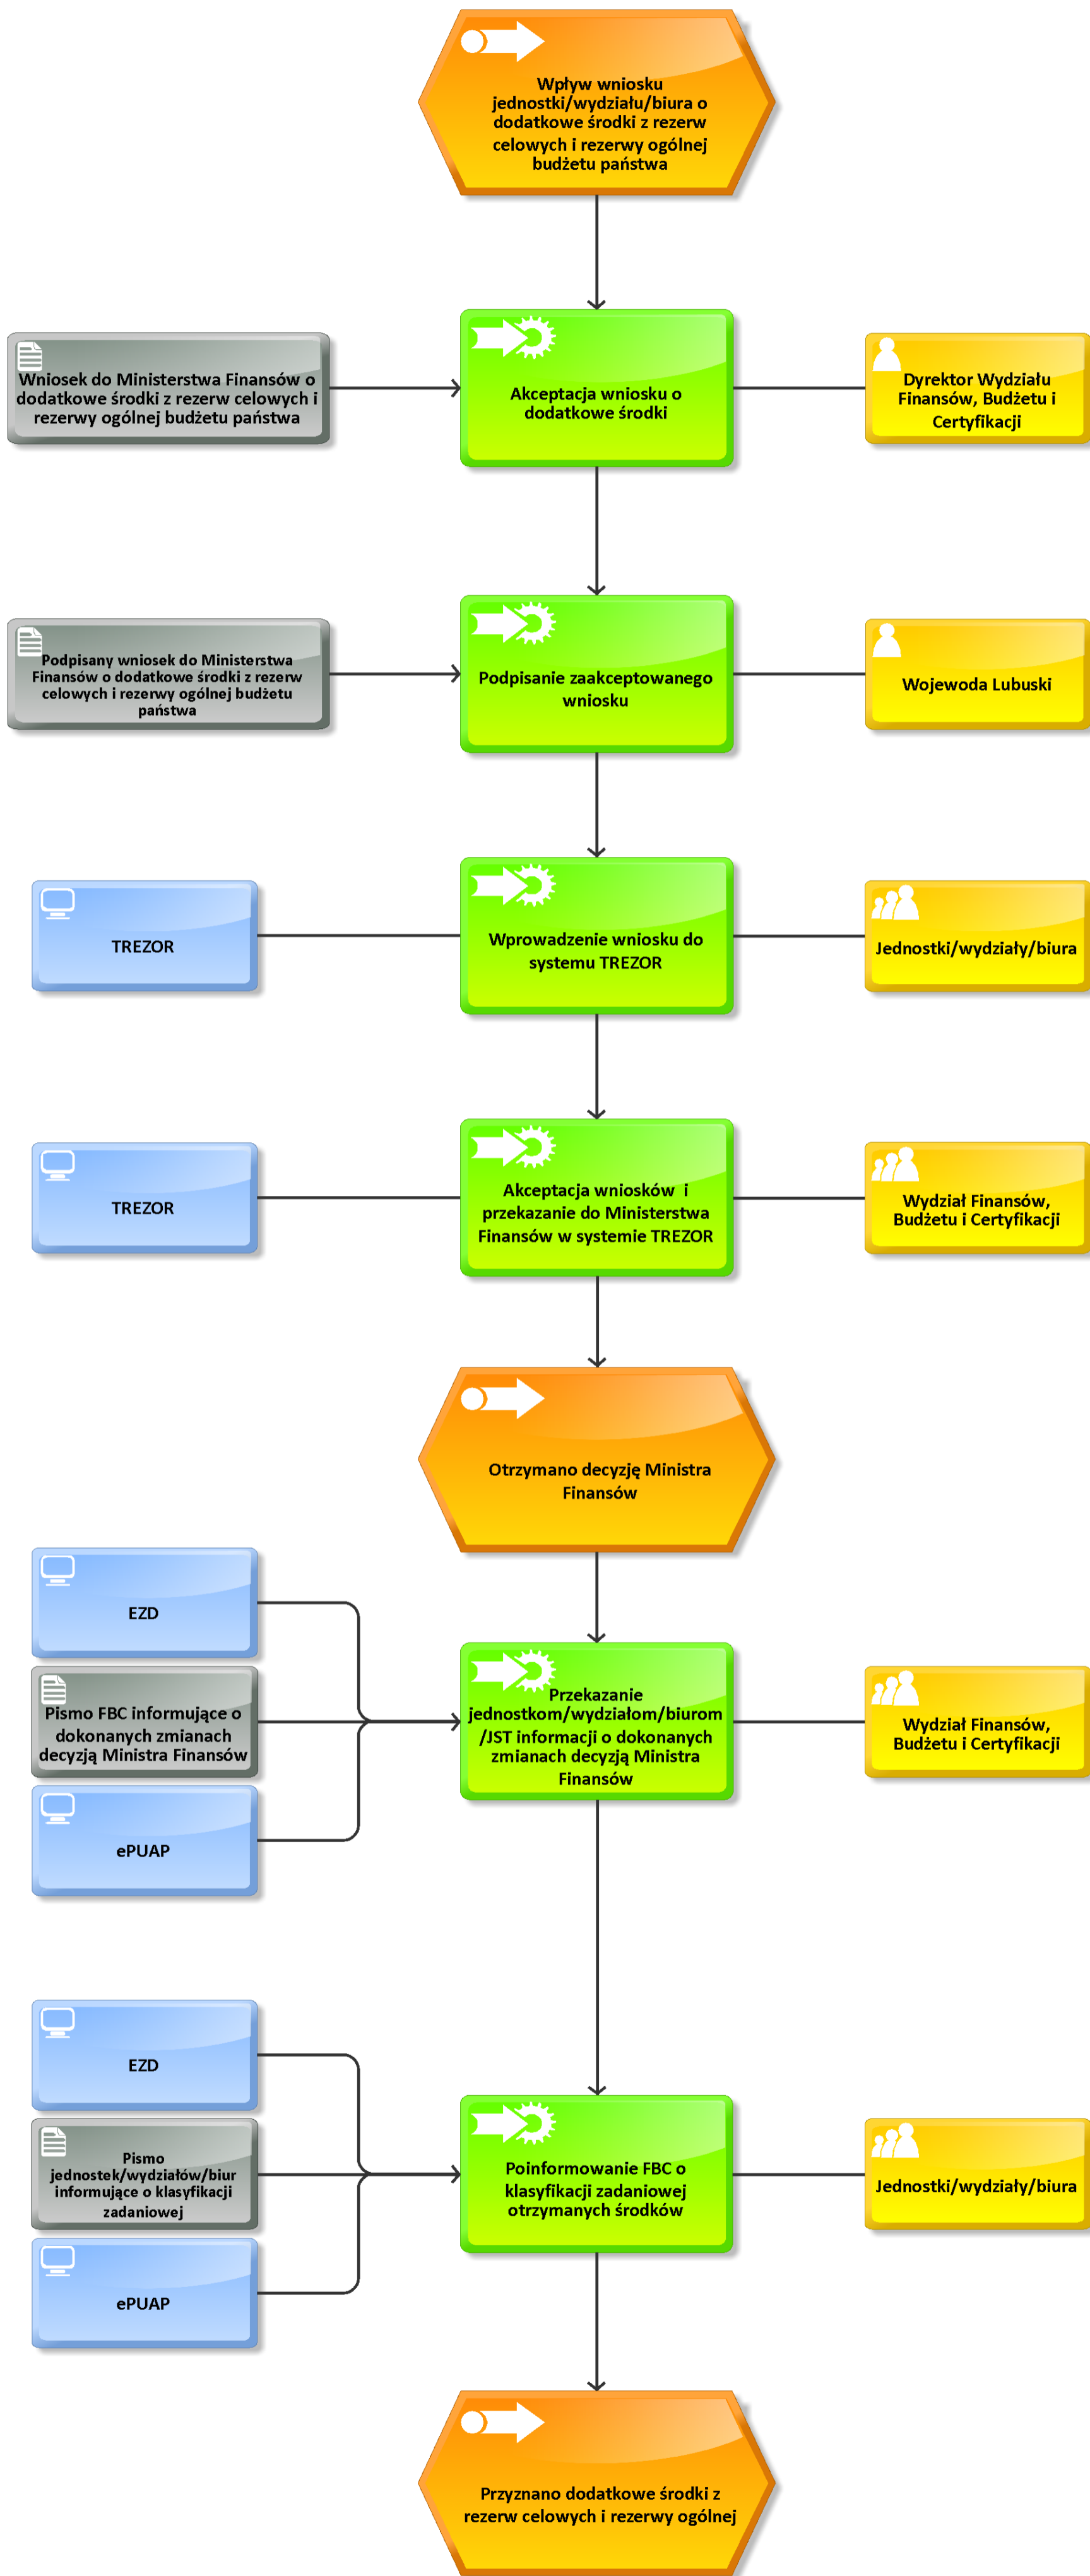 Wpływ wniosku
jednostki/wydziału/biura o
dodatkowe środki z rezerw
celowych i rezerwy ogólnej
budżetu państwa
Wniosek do Ministerstwa Finansów o
dodatkowe środki z rezerw celowych i
rezerwy ogólnej budżetu państwa
Akceptacja wniosku o
dodatkowe środki
Dyrektor Wydziału
Finansów, Budżetu i
Certyfikacji
Podpisany wniosek do Ministerstwa
Finansów o dodatkowe środki z rezerw
celowych i rezerwy ogólnej budżetu
państwa
Podpisanie zaakceptowanego
wniosku
Wojewoda Lubuski
TREZOR
Wprowadzenie wniosku do
systemu TREZOR
Jednostki/wydziały/biura
TREZOR
Akceptacja wniosków i
przekazanie do Ministerstwa
Finansów w systemie TREZOR
Wydział Finansów,
Budżetu i Certyfikacji
Otrzymano decyzję Ministra
Finansów
EZD
Pismo FBC informujące o
dokonanych zmianach
decyzją Ministra Finansów
ePUAP
Przekazanie
jednostkom/wydziałom/biurom
/JST informacji o dokonanych
zmianach decyzją Ministra
Finansów
Wydział Finansów,
Budżetu i Certyfikacji
EZD
Pismo
jednostek/wydziałów/biur
informujące o klasyfikacji
zadaniowej
ePUAP
Poinformowanie FBC o
klasyfikacji zadaniowej
otrzymanych środków
Jednostki/wydziały/biura
Przyznano dodatkowe środki z
rezerw celowych i rezerwy ogólnej